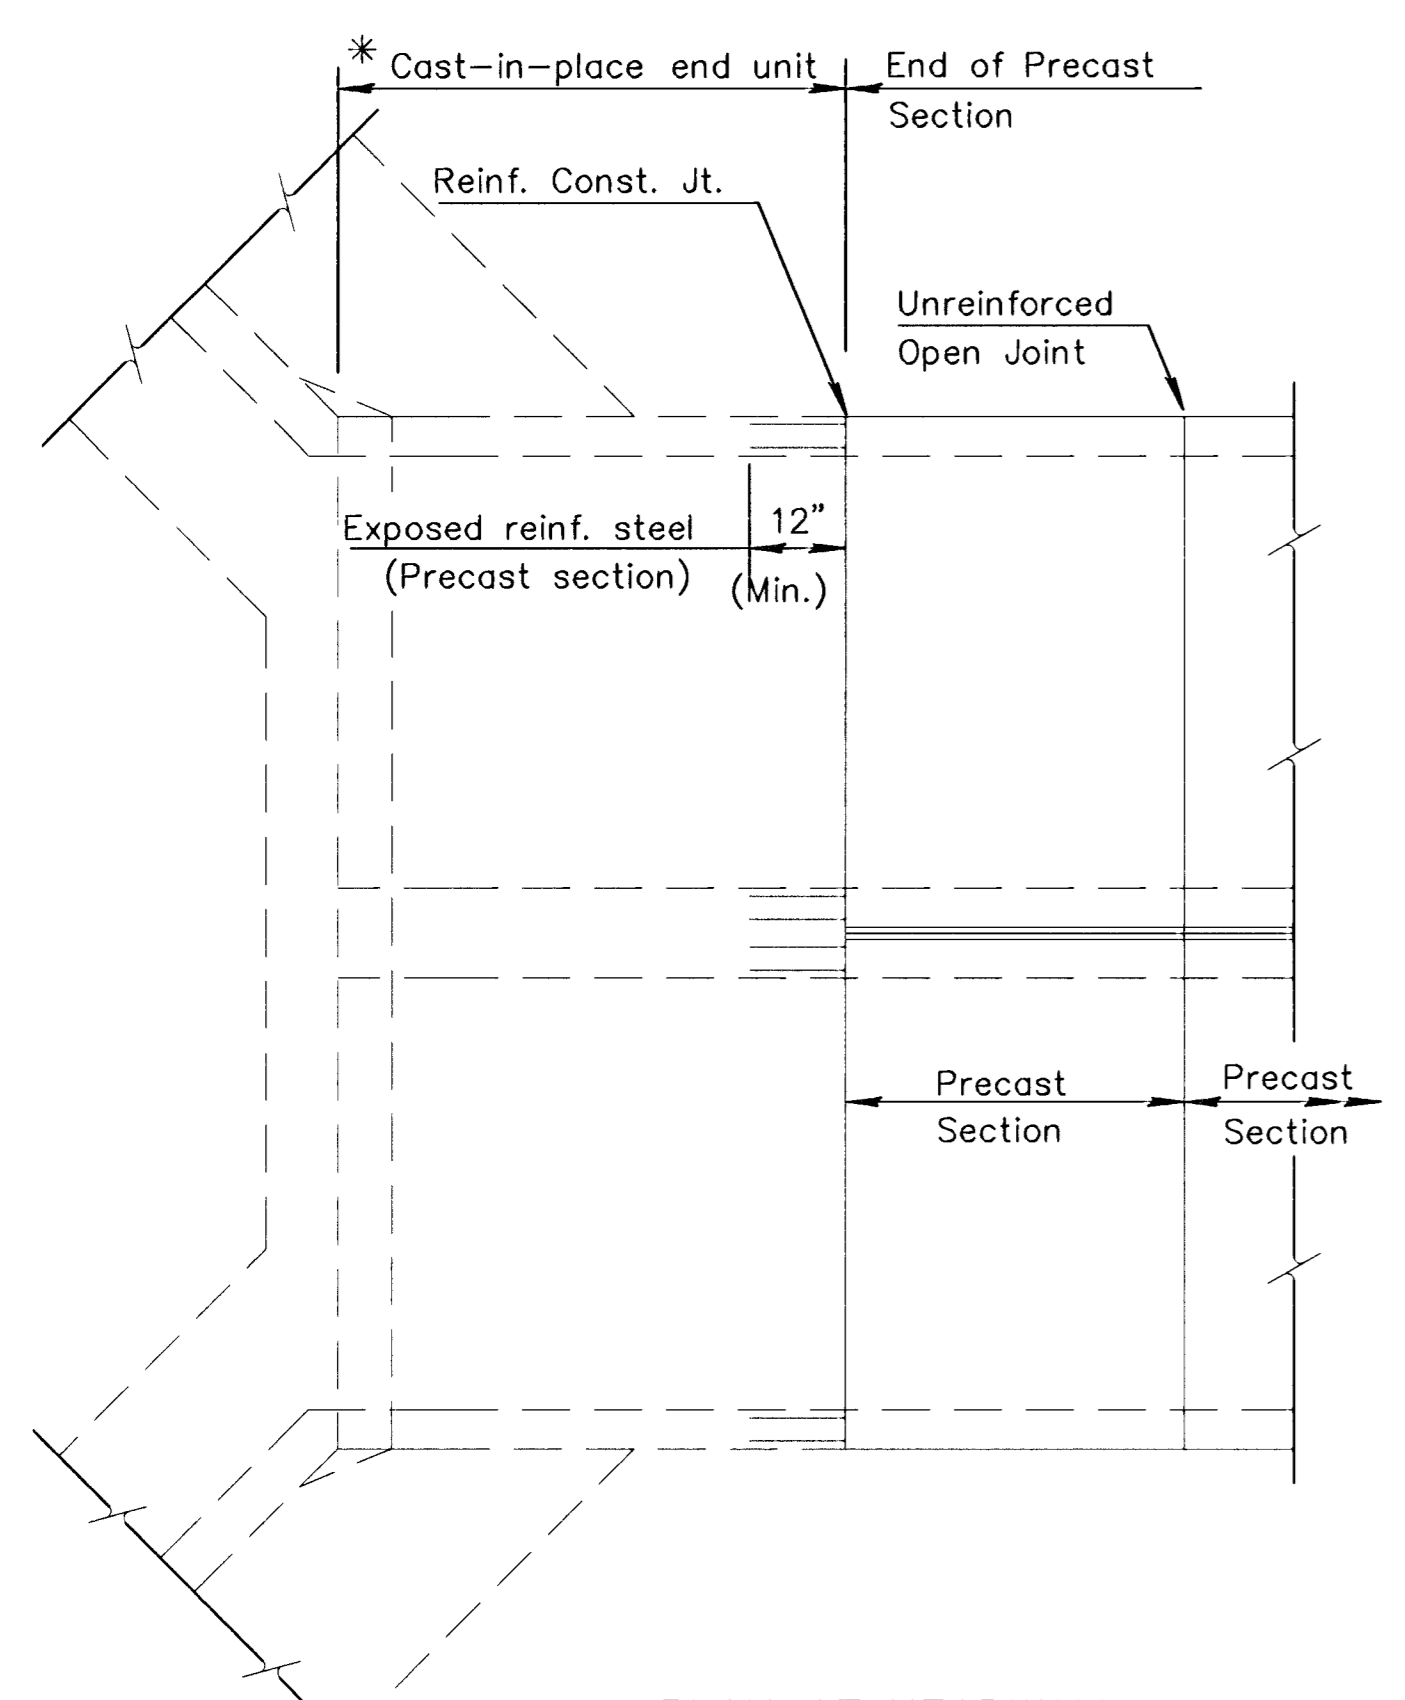 * Cast-in-place end unit
End of Precast
Section
Reinf. Const. Jt.
Unreinforced
Open Joint
Exposed reinf. steel
(Precast section)
12"
(Min.)
Precast
Section
Precast
Section